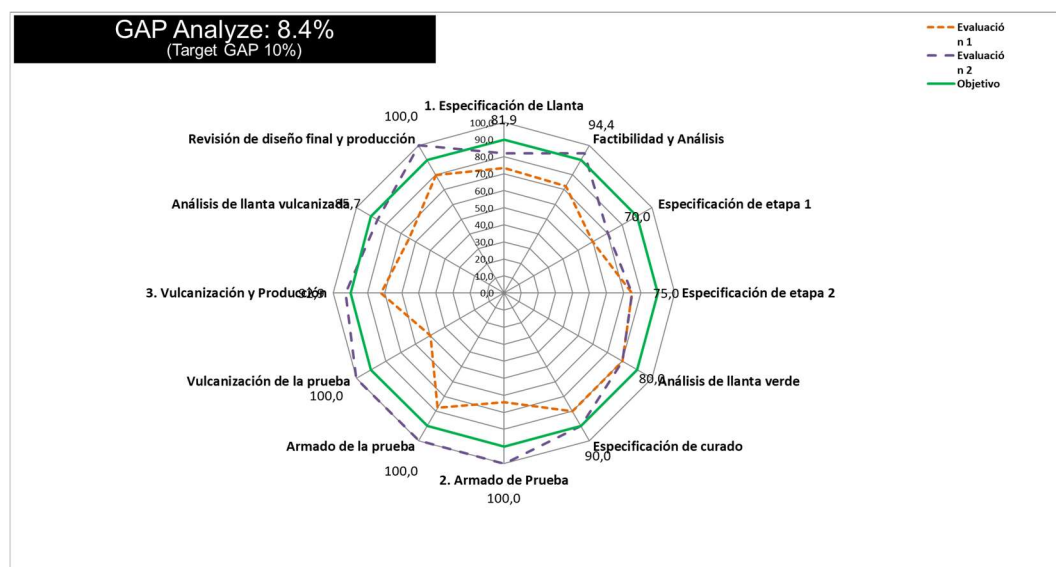 GAP Analyze: 8.4%
(Target GAP 10%)
Evaluació
n 1
Evaluació
n 2
Objetivo
1. Especificación de Llanta
81,9
Factibilidad y Análisis
94,4
Especificación de etapa 1
70,0
Especificación de etapa 2
75,0
Análisis de llanta verde
80,0
Especificación de curado
90,0
2. Armado de Prueba
100,0
Armado de la prueba
100,0
Vulcanización de la prueba
100,0
3. Vulcanización y Producción
92,9
Análisis de llanta vulcanizada
85,7
Revisión de diseño final y producción
100,0
100,0
90,0
80,0
70,0
60,0
50,0
40,0
30,0
20,0
10,0
0,0